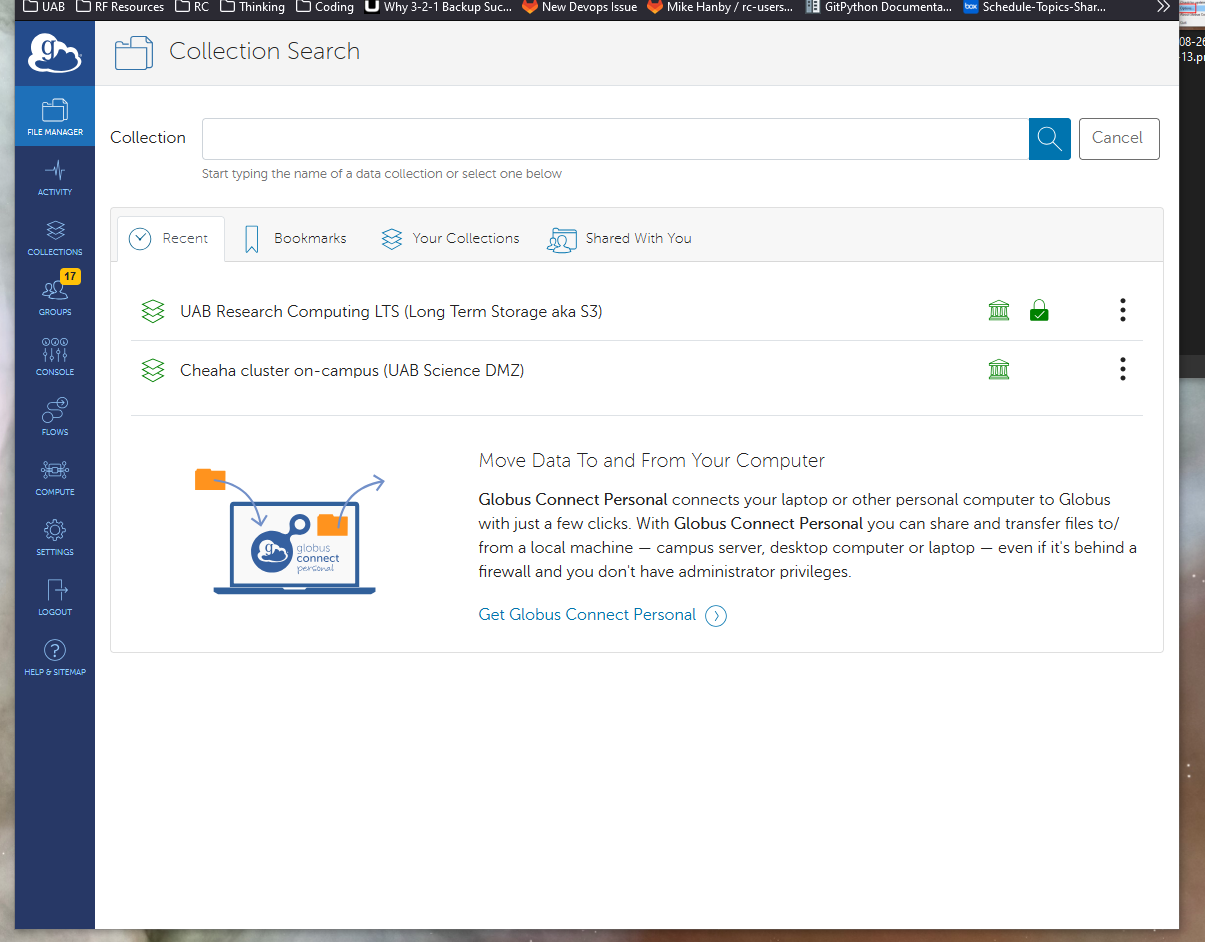 UAB RF Resources RC Thinking Coding Why 3-2-1 Backup Suc... New Devops Issue Mike Hanby / rc-users... GitPython Documenta... box Schedule-Topics-Shar...
08-26
-13.pr
g
Collection Search
FILE MANAGER
ACTIVITY
COLLECTIONS
17
GROUPS
CONSOLE
FLOWS
COMPUTE
SETTINGS
LOGOUT
?
HELP & SITEMAP
Collection
Cancel
Start typing the name of a data collection or select one below
Recent Bookmarks Your Collections Shared With You
UAB Research Computing LTS (Long Term Storage aka S3)
Cheaha cluster on-campus (UAB Science DMZ)
g globus
connect
personal
Move Data To and From Your Computer
Globus Connect Personal connects your laptop or other personal computer to Globus
with just a few clicks. With Globus Connect Personal you can share and transfer files to/
from a local machine — campus server, desktop computer or laptop — even if it's behind a
firewall and you don't have administrator privileges.
Get Globus Connect Personal